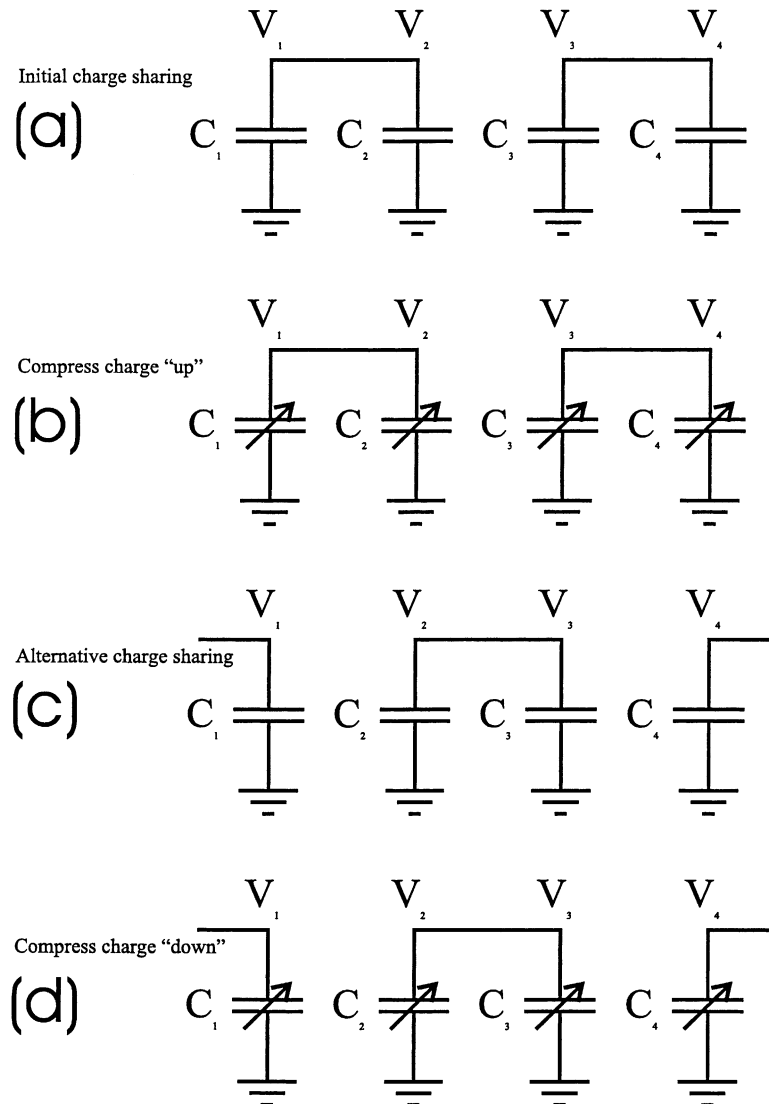 V₁ V₂ V₃ V₄
Initial charge sharing
(a)
C₁ C₂ C₃ C₄
V₁ V₂ V₃ V₄
Compress charge “up”
(b)
C₁ C₂ C₃ C₄
V₁ V₂ V₃ V₄
Alternative charge sharing
(c)
C₁ C₂ C₃ C₄
V₁ V₂ V₃ V₄
Compress charge “down”
(d)
C₁ C₂ C₃ C₄